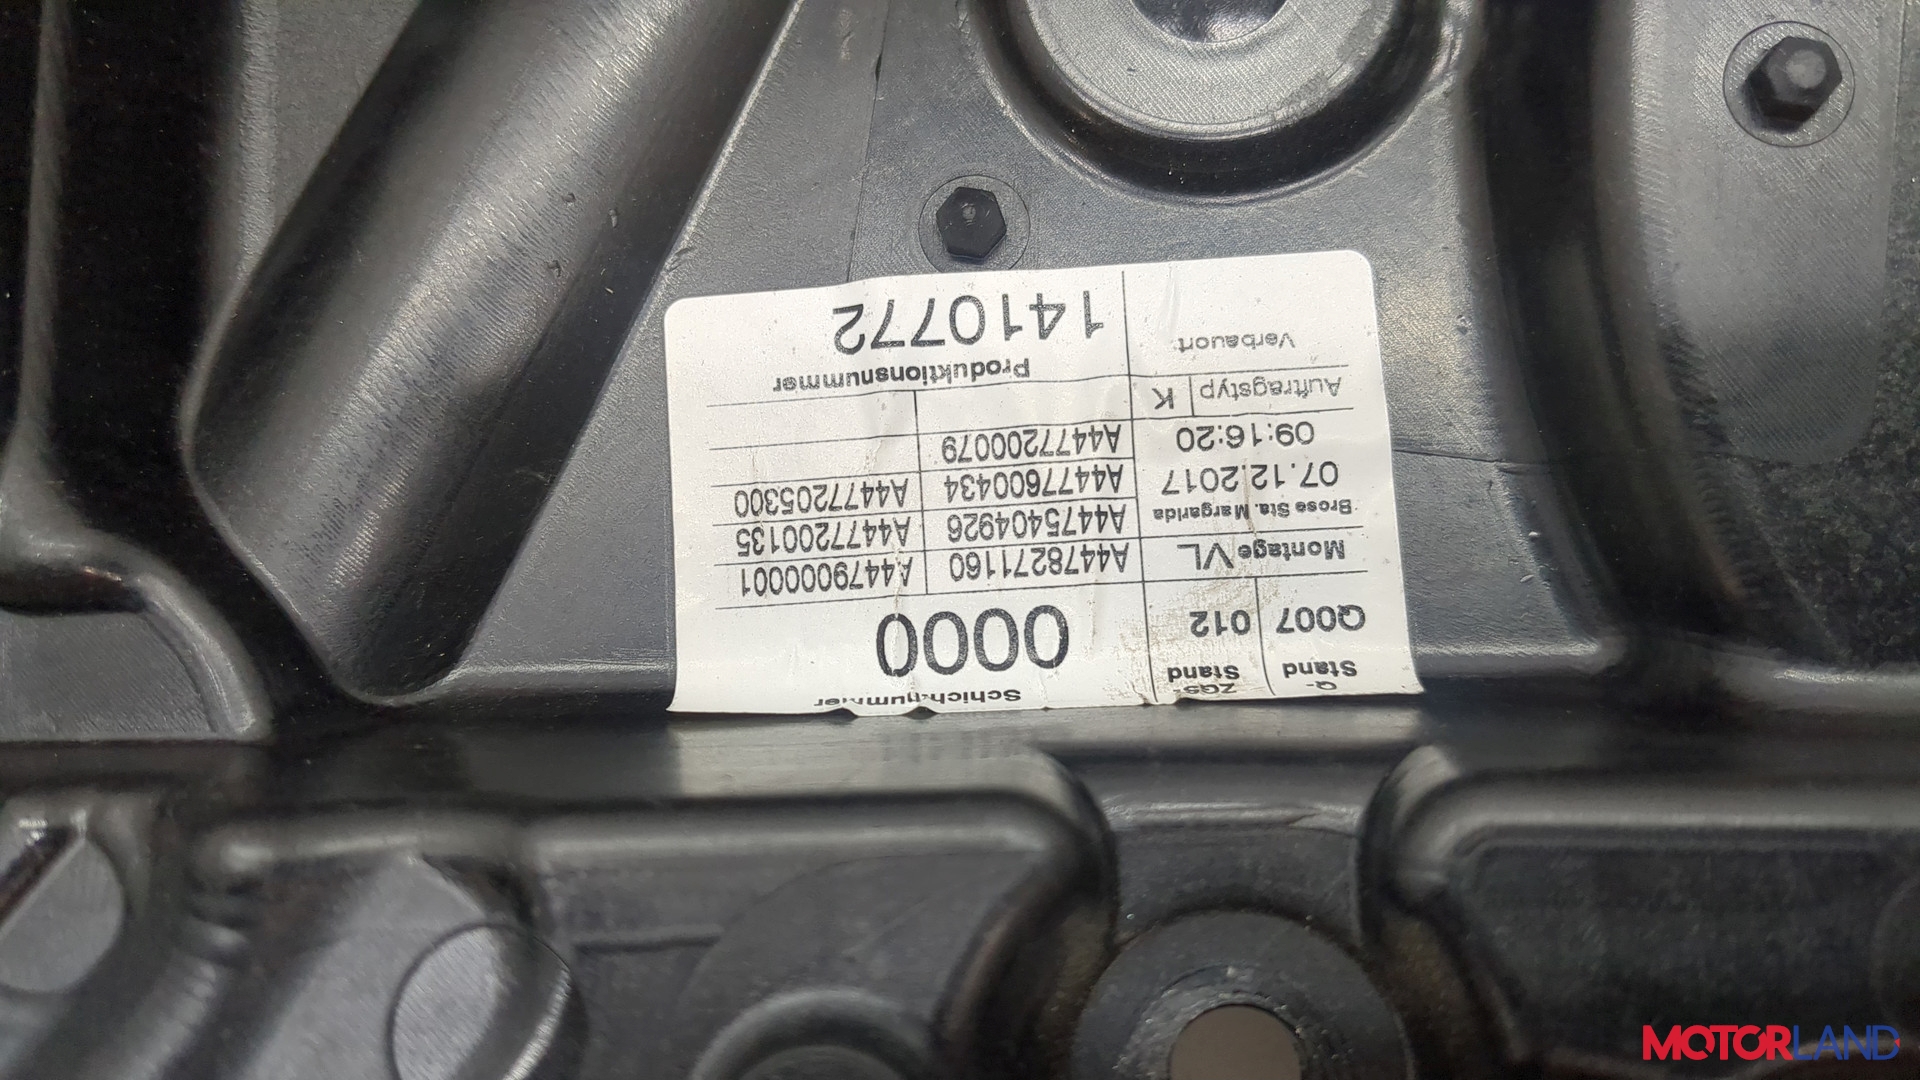 Q-
Stand
ZGS-
Stand
Schichtnummer
Q007
012
0000
Montage VL
A4478271160
A4479000001
Brose Sta. Margarida
A4475404926
A4477200135
07.12.2017
A4477600434
A4477205300
09:16:20
A4477200079
Auftragstyp
K
Verbauort
Produktionsnummer
1410772
MOTORLAND